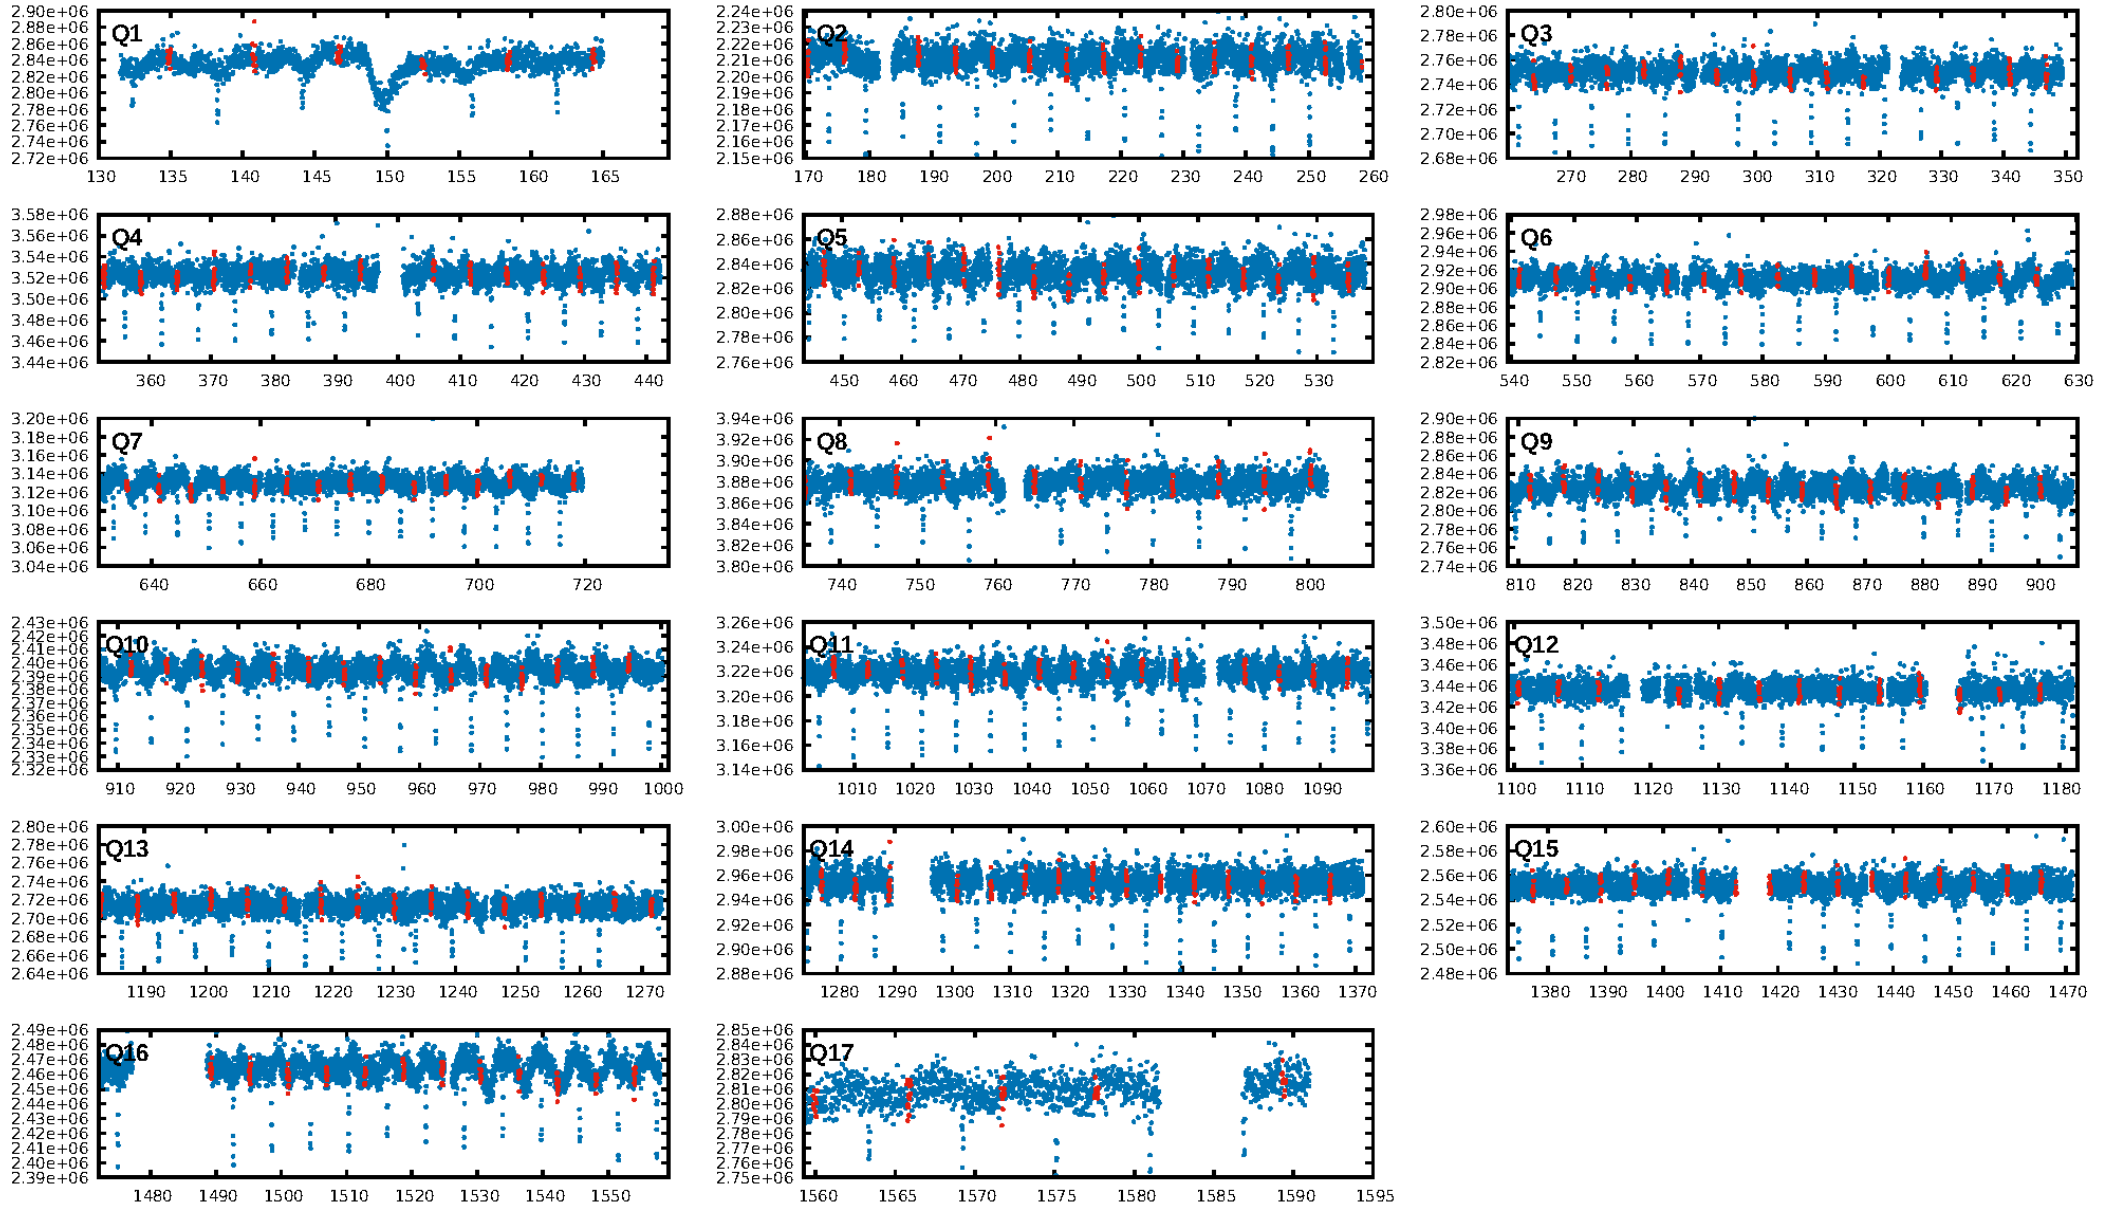 2.90e+06
Q1
2.88e+06
2.86e+06
2.84e+06
2.82e+06
2.80e+06
2.78e+06
2.76e+06
2.74e+06
2.72e+06
130 135 140 145 150 155 160 165
2.24e+06
Q2
2.23e+06
2.22e+06
2.21e+06
2.20e+06
2.19e+06
2.18e+06
2.17e+06
2.16e+06
2.15e+06
170 180 190 200 210 220 230 240 250 260
2.80e+06
Q3
2.78e+06
2.76e+06
2.74e+06
2.72e+06
2.70e+06
2.68e+06
270 280 290 300 310 320 330 340 350
3.58e+06
Q4
3.56e+06
3.54e+06
3.52e+06
3.50e+06
3.48e+06
3.46e+06
3.44e+06
360 370 380 390 400 410 420 430 440
2.88e+06
Q5
2.86e+06
2.84e+06
2.82e+06
2.80e+06
2.78e+06
2.76e+06
450 460 470 480 490 500 510 520 530
2.98e+06
Q6
2.96e+06
2.94e+06
2.92e+06
2.90e+06
2.88e+06
2.86e+06
2.84e+06
2.82e+06
540 550 560 570 580 590 600 610 620 630
3.20e+06
Q7
3.18e+06
3.16e+06
3.14e+06
3.12e+06
3.10e+06
3.08e+06
3.06e+06
3.04e+06
640 660 680 700 720
3.94e+06
Q8
3.92e+06
3.90e+06
3.88e+06
3.86e+06
3.84e+06
3.82e+06
3.80e+06
740 750 760 770 780 790 800
2.90e+06
Q9
2.88e+06
2.86e+06
2.84e+06
2.82e+06
2.80e+06
2.78e+06
2.76e+06
2.74e+06
810 820 830 840 850 860 870 880 890 900
2.43e+06
Q10
2.42e+06
2.41e+06
2.40e+06
2.39e+06
2.38e+06
2.37e+06
2.36e+06
2.35e+06
2.34e+06
2.33e+06
2.32e+06
910 920 930 940 950 960 970 980 990 1000
3.26e+06
Q11
3.24e+06
3.22e+06
3.20e+06
3.18e+06
3.16e+06
3.14e+06
1010 1020 1030 1040 1050 1060 1070 1080 1090
3.50e+06
Q12
3.48e+06
3.46e+06
3.44e+06
3.42e+06
3.40e+06
3.38e+06
3.36e+06
1100 1110 1120 1130 1140 1150 1160 1170 1180
2.80e+06
Q13
2.78e+06
2.76e+06
2.74e+06
2.72e+06
2.70e+06
2.68e+06
2.66e+06
2.64e+06
1190 1200 1210 1220 1230 1240 1250 1260 1270
3.00e+06
Q14
2.98e+06
2.96e+06
2.94e+06
2.92e+06
2.90e+06
2.88e+06
1280 1290 1300 1310 1320 1330 1340 1350 1360 1370
2.60e+06
Q15
2.58e+06
2.56e+06
2.54e+06
2.52e+06
2.50e+06
2.48e+06
1380 1390 1400 1410 1420 1430 1440 1450 1460 1470
2.49e+06
Q16
2.48e+06
2.47e+06
2.46e+06
2.45e+06
2.44e+06
2.43e+06
2.42e+06
2.41e+06
2.40e+06
2.39e+06
1480 1490 1500 1510 1520 1530 1540 1550
2.85e+06
Q17
2.84e+06
2.83e+06
2.82e+06
2.81e+06
2.80e+06
2.79e+06
2.78e+06
2.77e+06
2.76e+06
2.75e+06
1560 1565 1570 1575 1580 1585 1590 1595